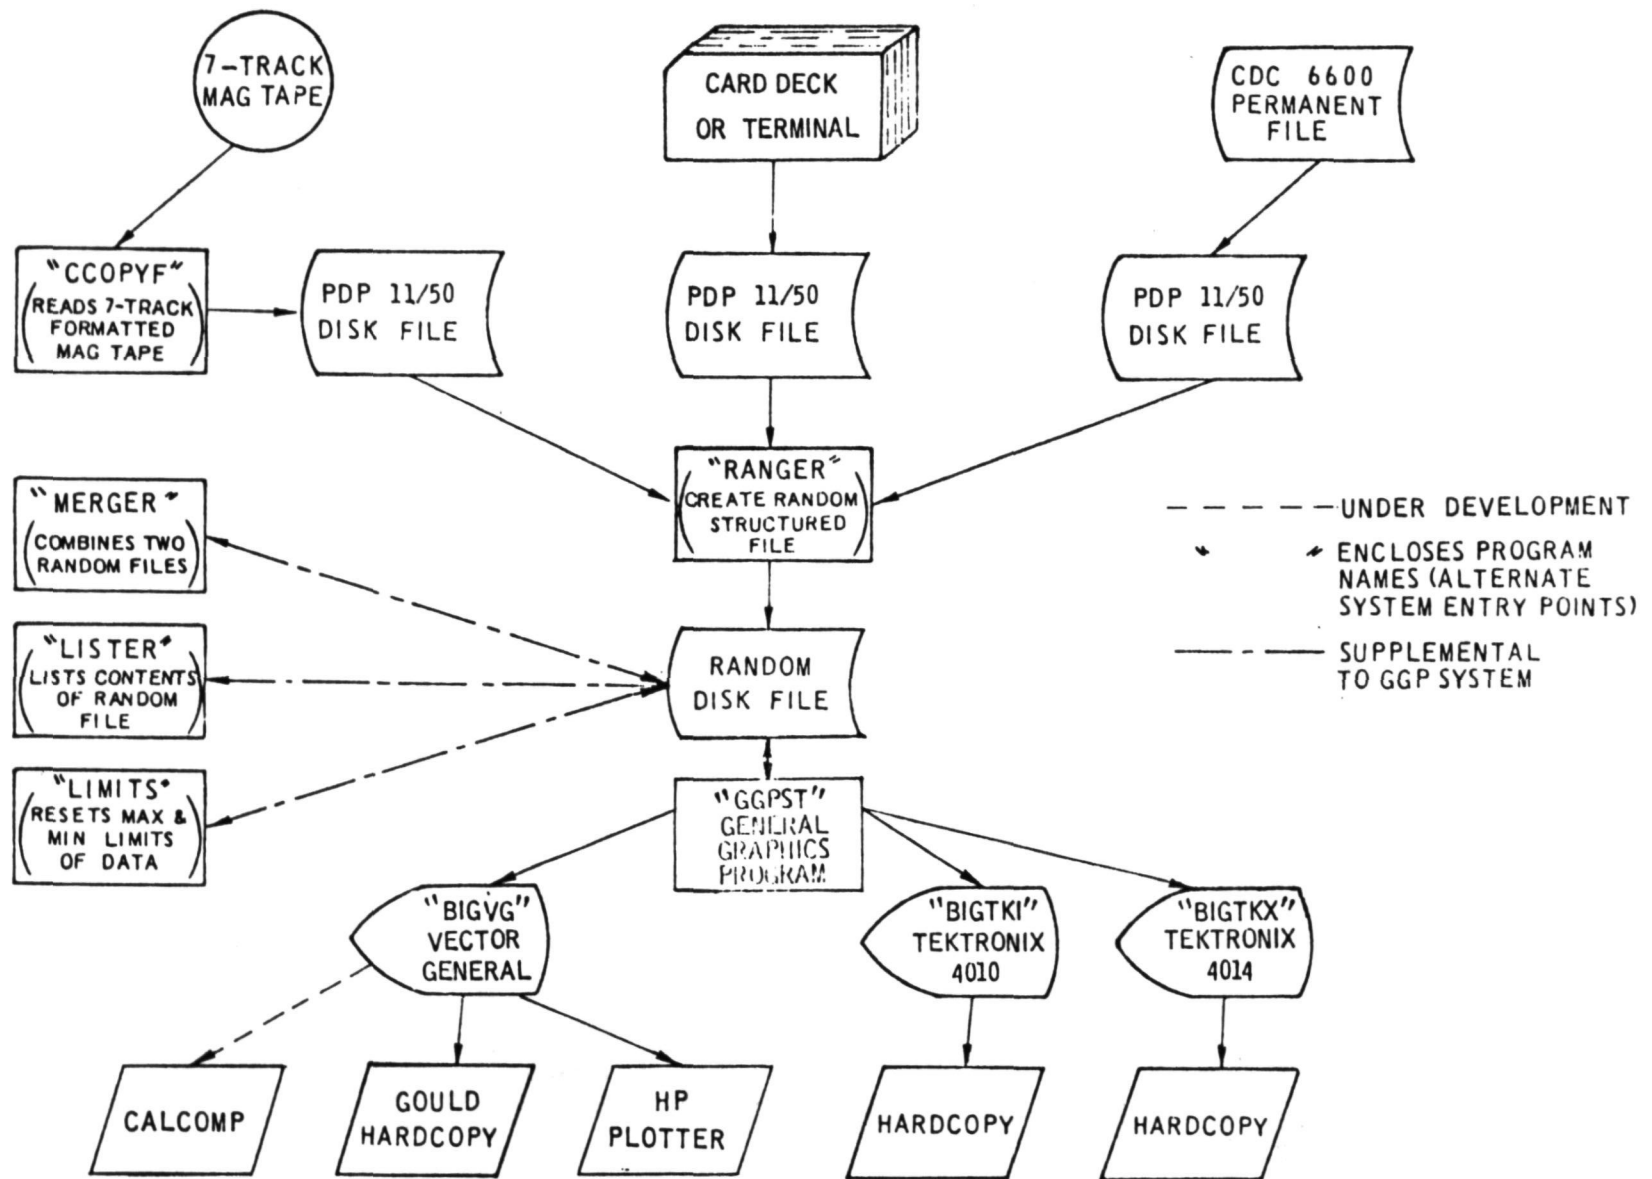 7-TRACK
MAG TAPE
CARD DECK
OR TERMINAL
CDC 6600
PERMANENT
FILE
"CCOPYF"
(READS 7-TRACK
FORMATTED
MAG TAPE)
PDP 11/50
DISK FILE
PDP 11/50
DISK FILE
PDP 11/50
DISK FILE
"RANGER"
(CREATE RANDOM
STRUCTURED
FILE)
"MERGER"
(COMBINES TWO
RANDOM FILES)
"LISTER"
(LISTS CONTENTS
OF RANDOM
FILE)
"LIMITS"
(RESETS MAX &
MIN LIMITS
OF DATA)
RANDOM
DISK FILE
UNDER DEVELOPMENT
" " ENCLOSES PROGRAM
NAMES (ALTERNATE
SYSTEM ENTRY POINTS)
SUPPLEMENTAL
TO GGP SYSTEM
"GGPST"
GENERAL
GRAPHICS
PROGRAM
"BIGVG"
VECTOR
GENERAL
"BIGTKI"
TEKTRONIX
4010
"BIGTKX"
TEKTRONIX
4014
CALCOMP
GOULD
HARDCOPY
HP
PLOTTER
HARDCOPY
HARDCOPY